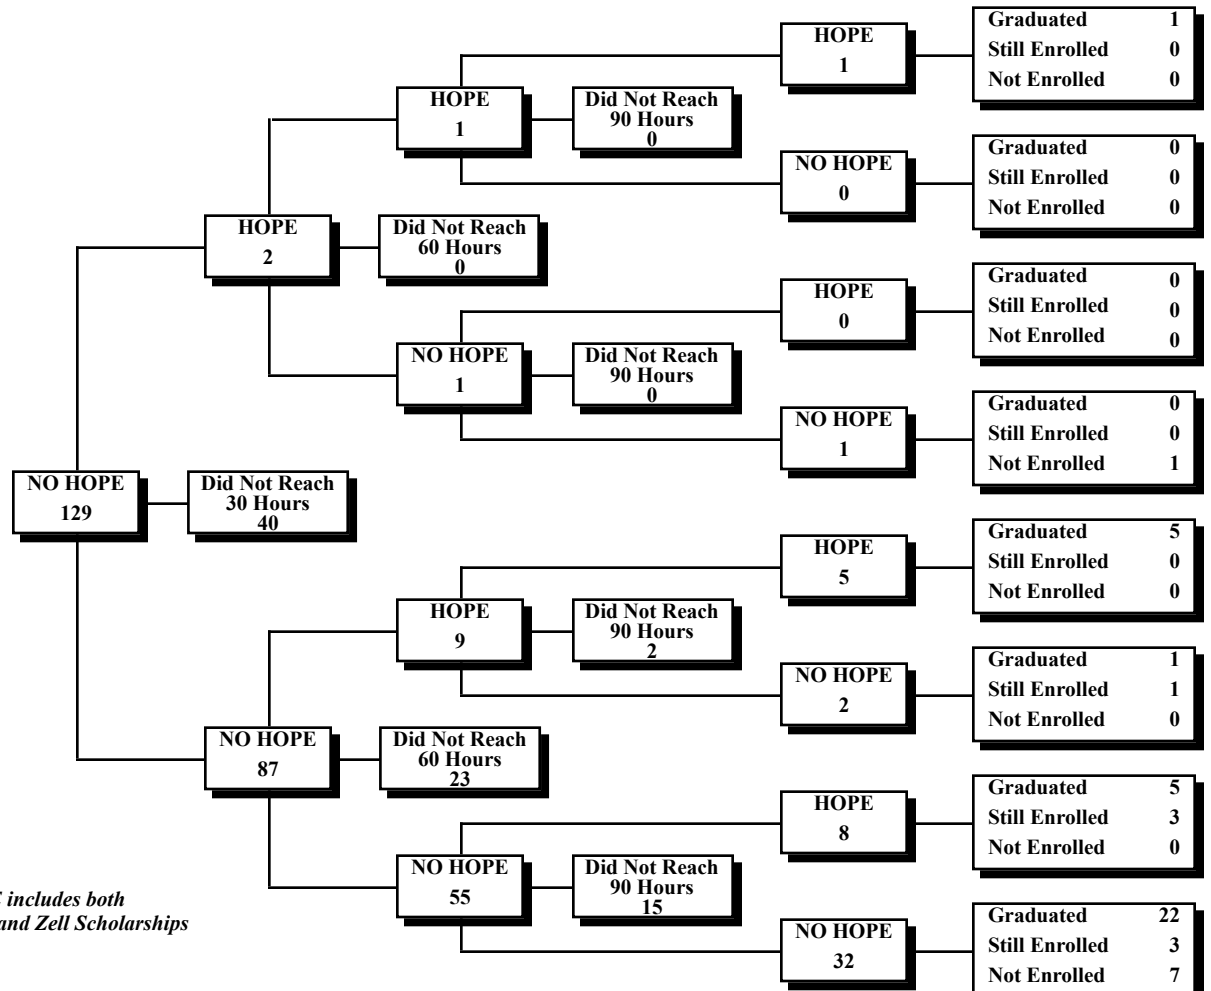 Graduated 1
HOPE
Still Enrolled 0
1
Not Enrolled 0
HOPE
1
Did Not Reach
90 Hours
0
Graduated 0
NO HOPE
Still Enrolled 0
0
Not Enrolled 0
HOPE
2
Did Not Reach
60 Hours
0
Graduated 0
HOPE
Still Enrolled 0
0
Not Enrolled 0
NO HOPE
1
Did Not Reach
90 Hours
0
Graduated 0
NO HOPE
Still Enrolled 0
1
Not Enrolled 1
NO HOPE
129
Did Not Reach
30 Hours
40
Graduated 5
HOPE
Still Enrolled 0
5
Not Enrolled 0
HOPE
9
Did Not Reach
90 Hours
2
Graduated 1
NO HOPE
Still Enrolled 1
2
Not Enrolled 0
NO HOPE
87
Did Not Reach
60 Hours
23
Graduated 5
HOPE
Still Enrolled 3
8
Not Enrolled 0
NO HOPE
55
Did Not Reach
90 Hours
15
includes both
and Zell Scholarships
Graduated 22
NO HOPE
Still Enrolled 3
32
Not Enrolled 7